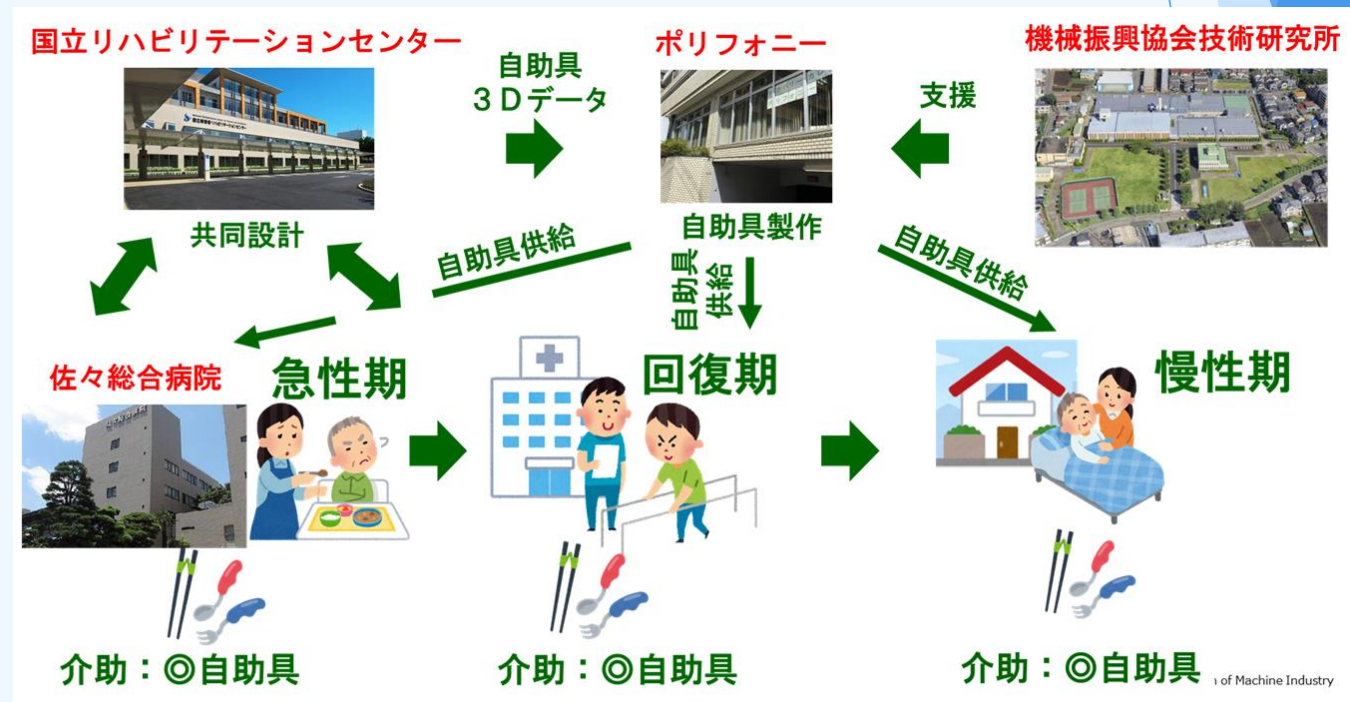 国立リハビリテーションセンター
自助具
３Ｄデータ
ポリフォニー
支援
機械振興協会技術研究所
共同設計
自助具供給
自助具製作
自助具
供給
自助具供給
佐々総合病院
急性期
回復期
慢性期
介助：◎自助具
介助：◎自助具
介助：◎自助具
of Machine Industry